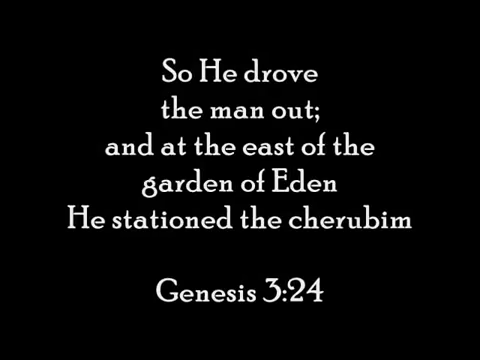 So He drove
the man out;
and at the east of the
garden of Eden
He stationed the cherubim
Genesis 3:24